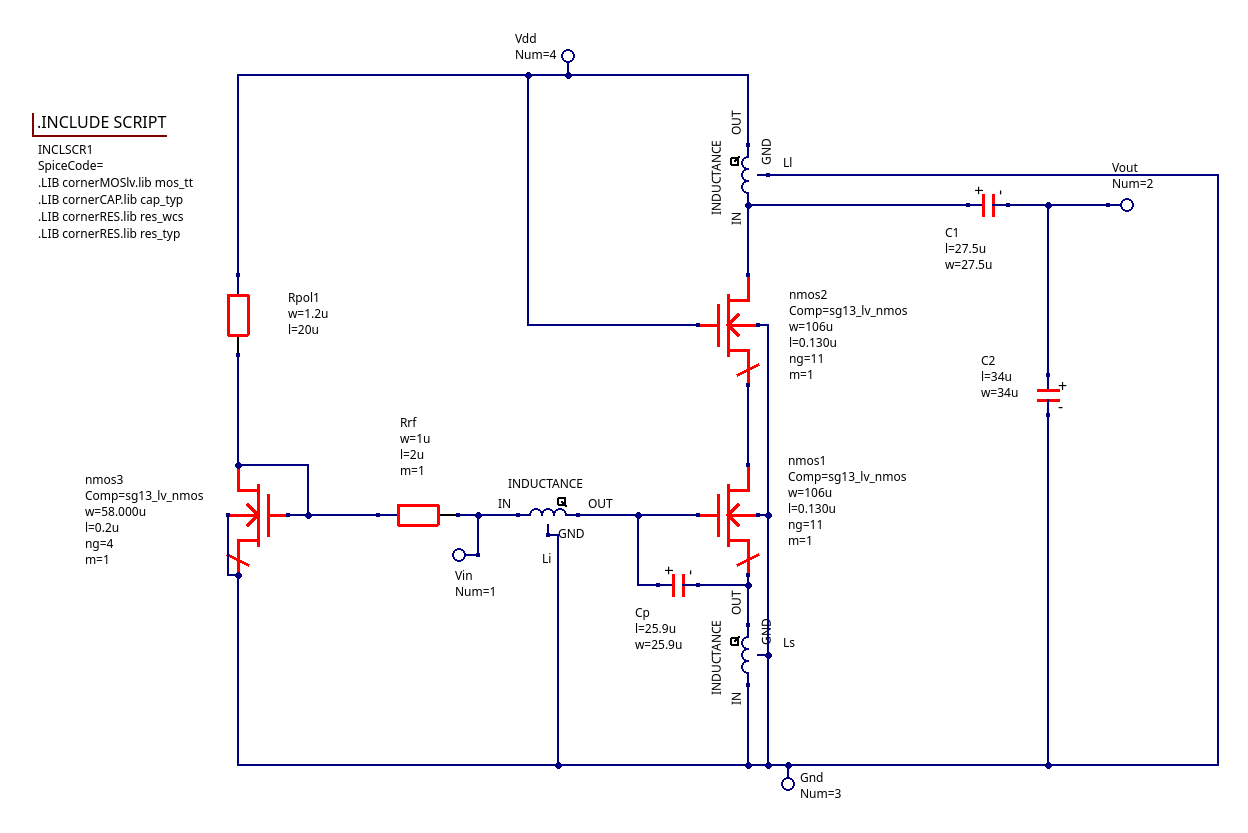 Vdd
Num=4
.INCLUDE SCRIPT
INCLSCR1
SpiceCode=
.LIB cornerMOSlv.lib mos_tt
.LIB cornerCAP.lib cap_typ
.LIB cornerRES.lib res_wcs
.LIB cornerRES.lib res_typ
OUT
GND
INDUCTANCE
Ll
IN
Vout
Num=2
+ -
C1
l=27.5u
w=27.5u
Rpol1
w=1.2u
l=20u
nmos2
Comp=sg13_lv_nmos
w=106u
l=0.130u
ng=11
m=1
C2
l=34u
w=34u
+
-
Rrf
w=1u
l=2u
m=1
nmos3
Comp=sg13_lv_nmos
w=58.000u
l=0.2u
ng=4
m=1
INDUCTANCE
IN
OUT
GND
Li
nmos1
Comp=sg13_lv_nmos
w=106u
l=0.130u
ng=11
m=1
Vin
Num=1
+ -
Cp
l=25.9u
w=25.9u
OUT
GND
INDUCTANCE
Ls
IN
Gnd
Num=3